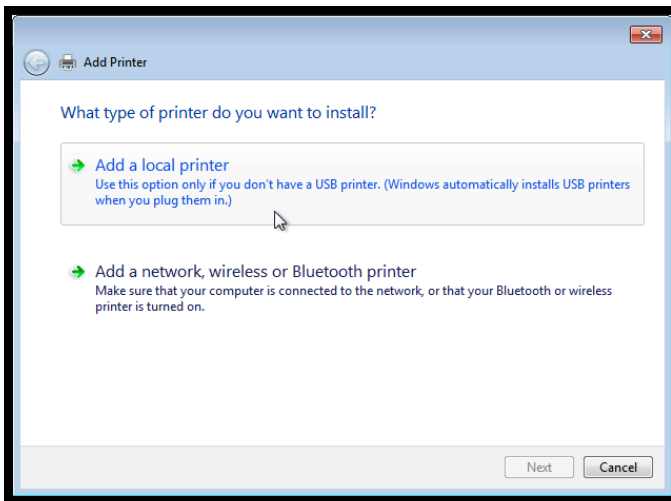 Add Printer
What type of printer do you want to install?
Add a local printer
Use this option only if you don't have a USB printer. (Windows automatically installs USB printers
when you plug them in.)
Add a network, wireless or Bluetooth printer
Make sure that your computer is connected to the network, or that your Bluetooth or wireless
printer is turned on.
Next
Cancel